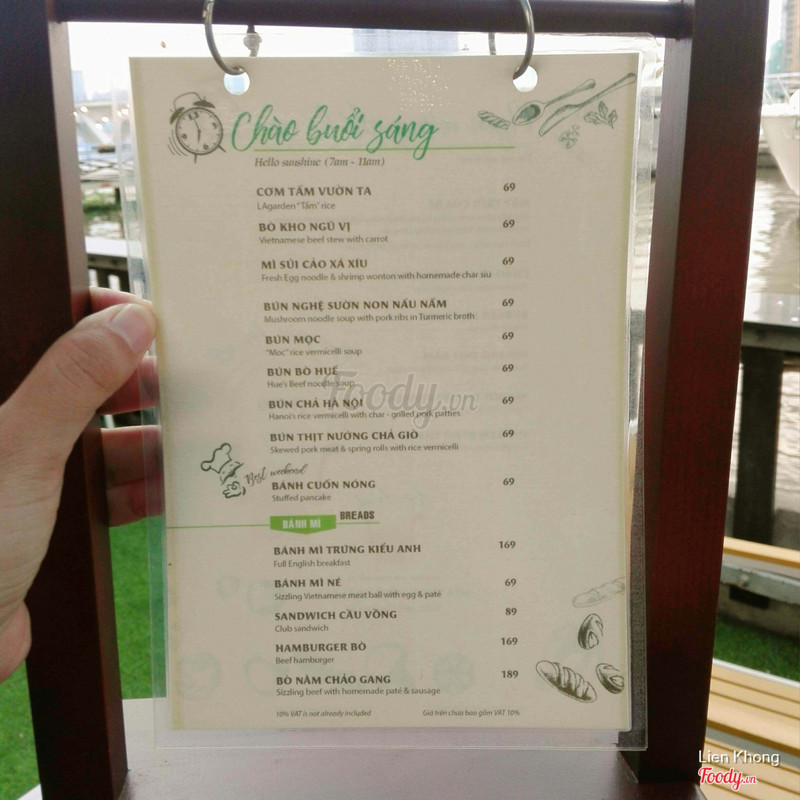 Chào buổi sáng
Hello sunshine (7am - 11am)
CƠM TẤM VƯỜN TA 69
LAgarden "Tấm" rice
BÒ KHO NGŨ VỊ 69
Vietnamese beef stew with carrot
MÌ SỦI CẢO XÁ XÍU 69
Fresh Egg noodle & shrimp wonton with homemade char siu
BÚN NGHỆ SƯỜN NON NẤU NẤM 69
Mushroom noodle soup with pork ribs in Turmeric broth
BÚN MỌC 69
"Moc" rice vermicelli soup
BÚN BÒ HUẾ 69
Hue's Beef noodle soup
BÚN CHẢ HÀ NỘI 69
Hanoi's rice vermicelli with char - grilled pork patties
BÚN THỊT NƯỚNG CHẢ GIÒ 69
Skewed pork meat & spring rolls with rice vermicelli
Best weekend
BÁNH CUỐN NÓNG 69
Stuffed pancake
BÁNH MÌ BREADS
BÁNH MÌ TRỨNG KIỂU ANH 169
Full English breakfast
BÁNH MÌ NÉ 69
Sizzling Vietnamese meat ball with egg & paté
SANDWICH CẦU VỒNG 89
Club sandwich
HAMBURGER BÒ 169
Beef hamburger
BÒ NẰM CHẢO GANG 189
Sizzling beef with homemade paté & sausage
10% VAT is not already included Giá trên chưa bao gồm VAT 10%
Foody.vn
Lien Khong
Foody.vn